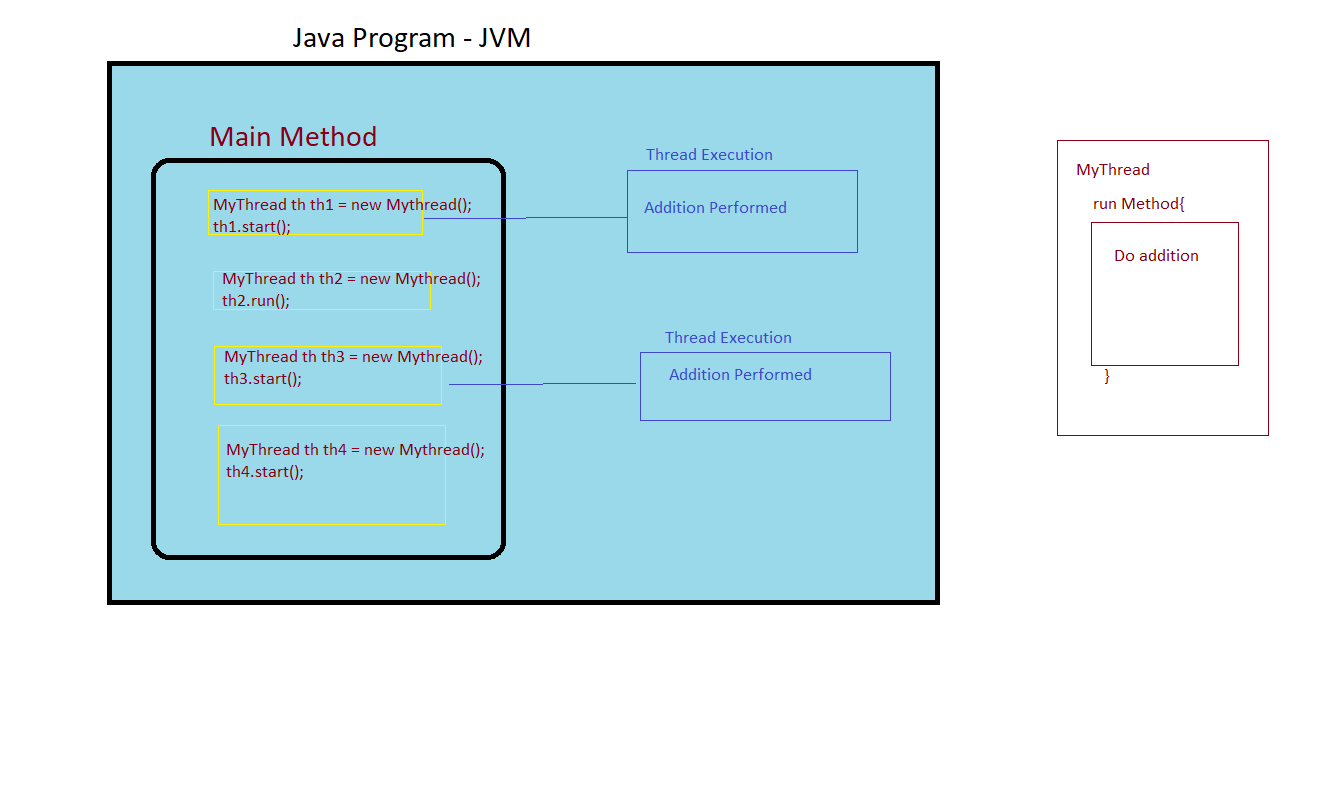 Java Program - JVM
Main Method
MyThread th th1 = new Mythread();
th1.start();
MyThread th th2 = new Mythread();
th2.run();
MyThread th th3 = new Mythread();
th3.start();
MyThread th th4 = new Mythread();
th4.start();
Thread Execution
Addition Performed
Thread Execution
Addition Performed
MyThread
run Method{
Do addition
}